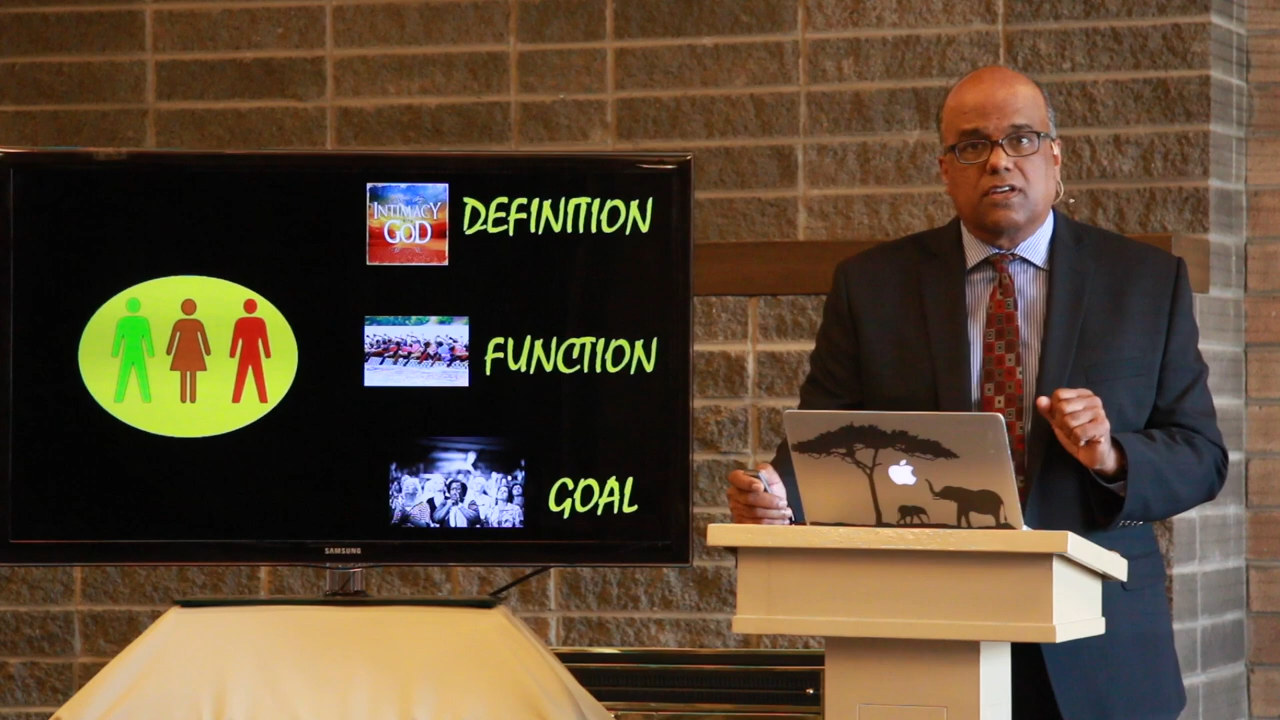 INTIMACY
GOD
DEFINITION
FUNCTION
GOAL
SAMSUNG